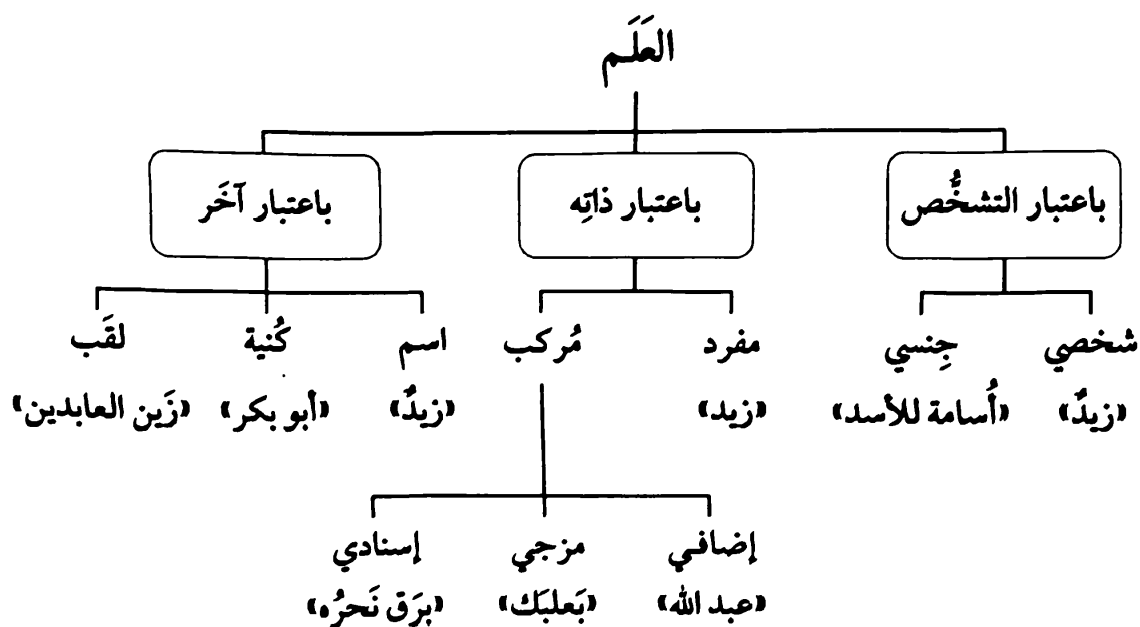 العَلَم
باعتبار التشخُّص باعتبار ذاتِه باعتبار آخَر
شخصي جِنسي مفرد مُركب اسم كُنية لقَب
«زيدٌ» «أُسامة للأسد» «زيد» «زيدٌ» «أبو بكر» «زَين العابدين»
إضافي مزجي إسنادي
«عبد الله» «بَعلبَك» «برَق نَحرُه»